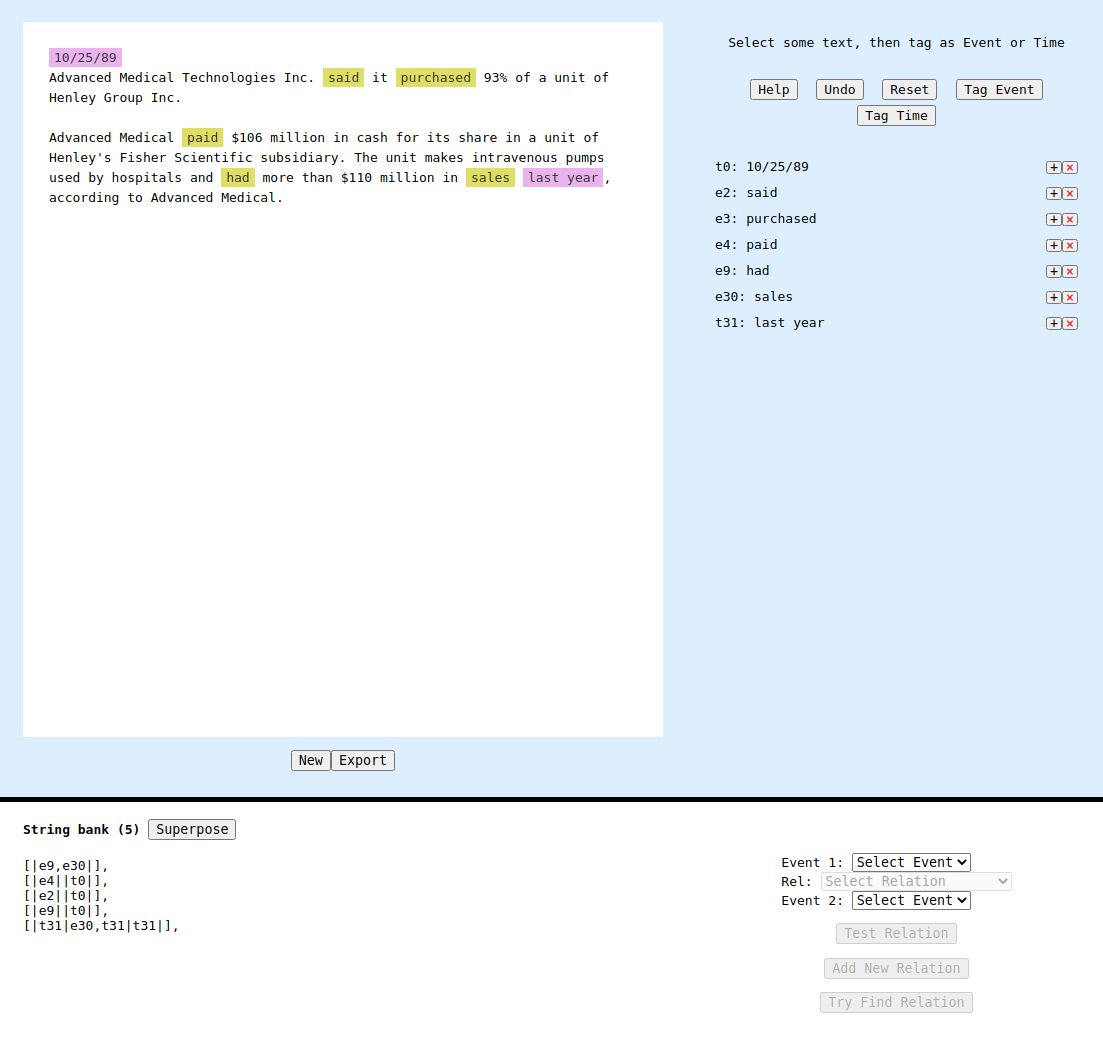 10/25/89
Advanced Medical Technologies Inc. said it purchased 93% of a unit of
Henley Group Inc.
Advanced Medical paid $106 million in cash for its share in a unit of
Henley's Fisher Scientific subsidiary. The unit makes intravenous pumps
used by hospitals and had more than $110 million in sales last year,
according to Advanced Medical.
New Export
Select some text, then tag as Event or Time
Help Undo Reset Tag Event
Tag Time
t0: 10/25/89 + ×
e2: said + ×
e3: purchased + ×
e4: paid + ×
e9: had + ×
e30: sales + ×
t31: last year + ×
String bank (5) Superpose
[|e9,e30|],
[|e4||t0|],
[|e2||t0|],
[|e9||t0|],
[|t31|e30,t31|t31|],
Event 1: Select Event
Rel: Select Relation
Event 2: Select Event
Test Relation
Add New Relation
Try Find Relation